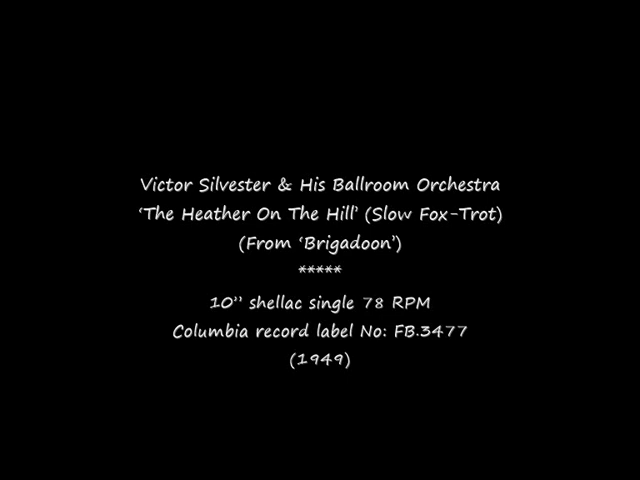 Victor Silvester & His Ballroom Orchestra
‘The Heather On The Hill’ (Slow Fox-Trot)
(From ‘Brigadoon’)
*****
10” shellac single 78 RPM
Columbia record label No: FB.3477
(1949)